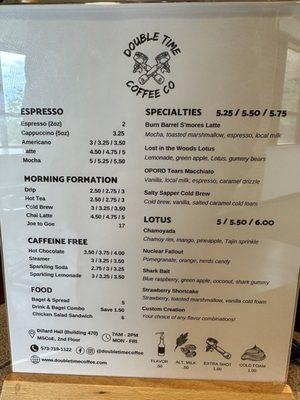 DOUBLE TIME
COFFEE CO
ESPRESSO
Espresso (2oz) 2
Cappuccino (5oz) 3.25
Americano 3 / 3.25 / 3.50
atte 4.50 / 4.75 / 5
Mocha 5 / 5.25 / 5.50
MORNING FORMATION
Drip 2.50 / 2.75 / 3
Hot Tea 2.50 / 2.75 / 3
Cold Brew 3 / 3.25 / 3.50
Chai Latte 4.50 / 4.75 / 5
Joe to Goe 17
CAFFEINE FREE
Hot Chocolate 3.50 / 3.75 / 4.00
Steamer 3 / 3.25 / 3.50
Sparkling Soda 2.75 / 3 / 3.25
Sparkling Lemonade 3 / 3.25 / 3.50
FOOD
Bagel & Spread 5
Drink & Bagel Combo Save 1.50
Chicken Salad Sandwich 6
Dillard Hall (Building 470)
MSCoE, 2nd Floor
7AM - 2PM
MON - FRI
573-719-1122
@doubletimecoffee
www.doubletimecoffee.com
SPECIALTIES 5.25 / 5.50 / 5.75
Burn Barrel S'mores Latte
Mocha, toasted marshmallow, espresso, local milk
Lost in the Woods Lotus
Lemonade, green apple, Lotus, gummy bears
OPORD Tears Macchiato
Vanilla, local milk, espresso, caramel drizzle
Salty Sapper Cold Brew
Cold brew, vanilla, salted caramel cold foam
LOTUS 5 / 5.50 / 6.00
Chamoyada
Chamoy rim, mango, pineapple, Tajin sprinkle
Nuclear Fallout
Pomegranate, orange, nerds candy
Shark Bait
Blue raspberry, green apple, coconut, shark gummy
Strawberry Shortcake
Strawberry, toasted marshmallow, vanilla cold foam
Custom Creation
Your choice of any flavor combinations!
FLAVOR
.50
ALT. MILK
.50
EXTRA SHOT
1.00
COLD FOAM
1.00